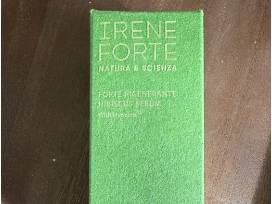 IRENE
FORTE
NATURA & SCIENZA
FORTE RIGENERANTE
HIBISCUS SERUM